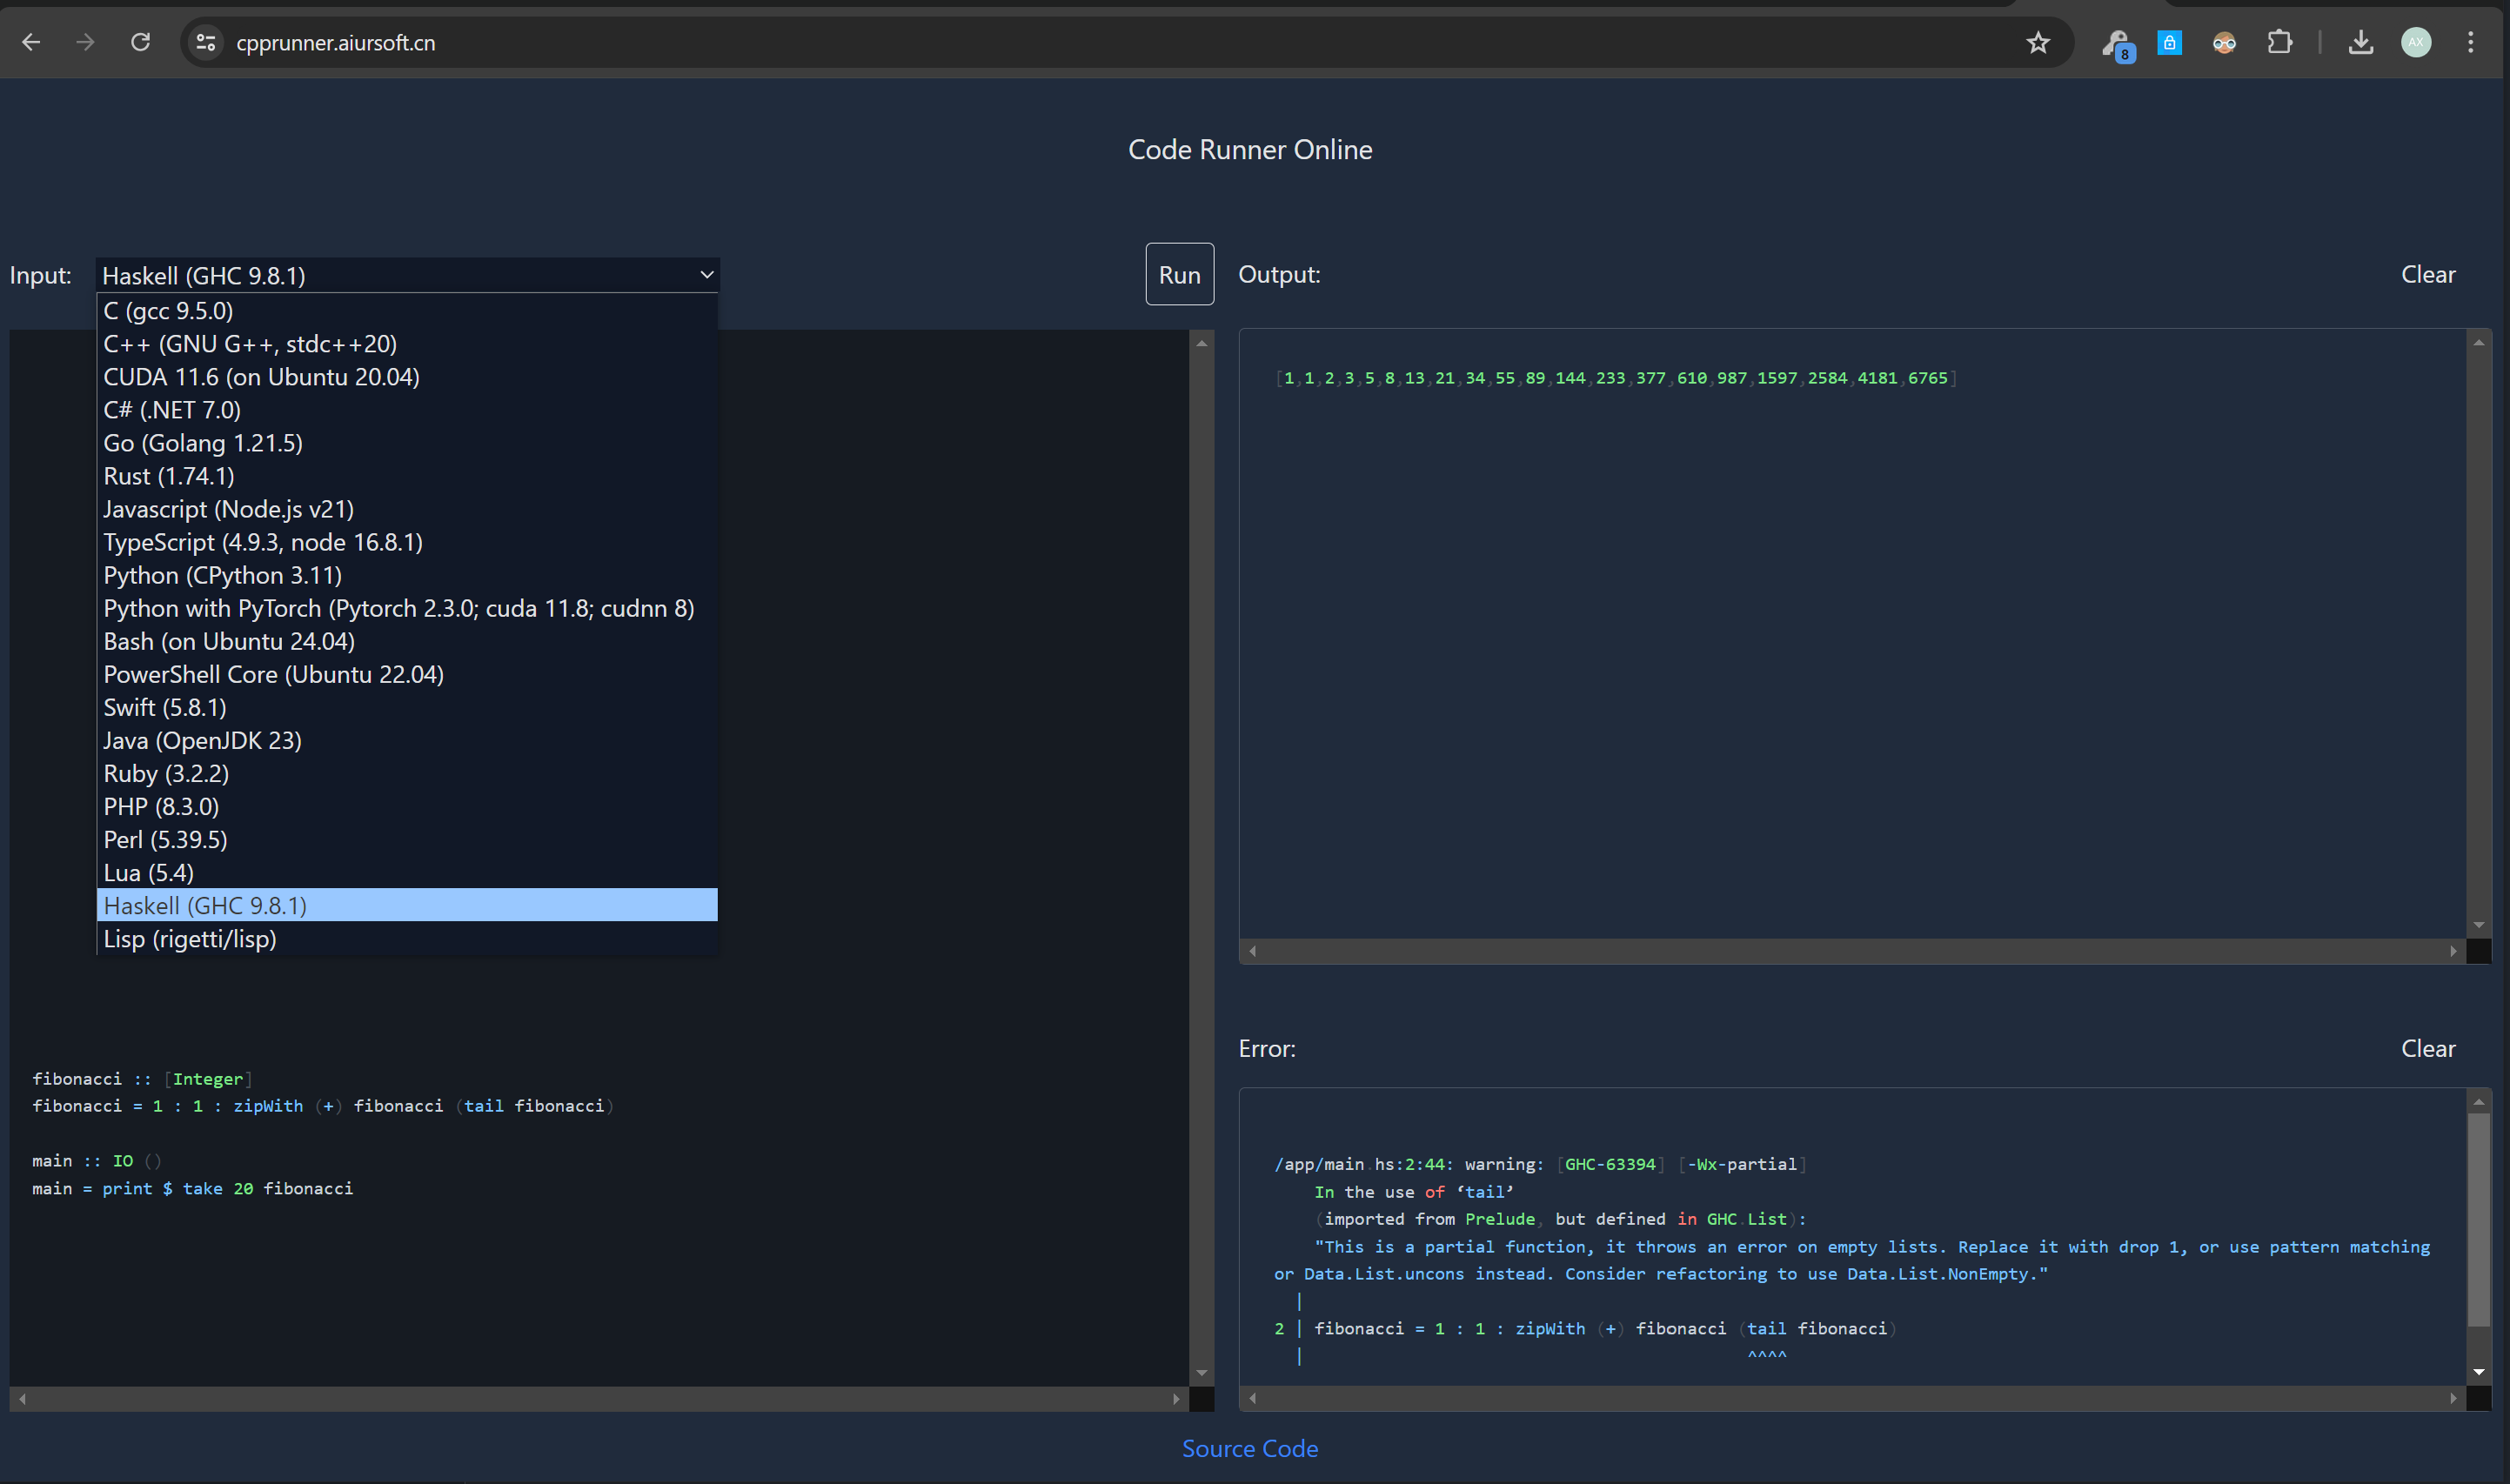 cpprunner.aiursoft.cn
8
AX
Code Runner Online
Input:
Haskell (GHC 9.8.1)
Run
C (gcc 9.5.0)
C++ (GNU G++, stdc++20)
CUDA 11.6 (on Ubuntu 20.04)
C# (.NET 7.0)
Go (Golang 1.21.5)
Rust (1.74.1)
Javascript (Node.js v21)
TypeScript (4.9.3, node 16.8.1)
Python (CPython 3.11)
Python with PyTorch (Pytorch 2.3.0; cuda 11.8; cudnn 8)
Bash (on Ubuntu 24.04)
PowerShell Core (Ubuntu 22.04)
Swift (5.8.1)
Java (OpenJDK 23)
Ruby (3.2.2)
PHP (8.3.0)
Perl (5.39.5)
Lua (5.4)
Haskell (GHC 9.8.1)
Lisp (rigetti/lisp)
fibonacci :: [Integer]
fibonacci = 1 : 1 : zipWith (+) fibonacci (tail fibonacci)
main :: IO ()
main = print $ take 20 fibonacci
Output:
Clear
[1,1,2,3,5,8,13,21,34,55,89,144,233,377,610,987,1597,2584,4181,6765]
Error:
Clear
/app/main.hs:2:44: warning: [GHC-63394] [-Wx-partial]
In the use of ‘tail’
(imported from Prelude, but defined in GHC.List):
"This is a partial function, it throws an error on empty lists. Replace it with drop 1, or use pattern matching
or Data.List.uncons instead. Consider refactoring to use Data.List.NonEmpty."
|
2 | fibonacci = 1 : 1 : zipWith (+) fibonacci (tail fibonacci)
| ^^^^
Source Code